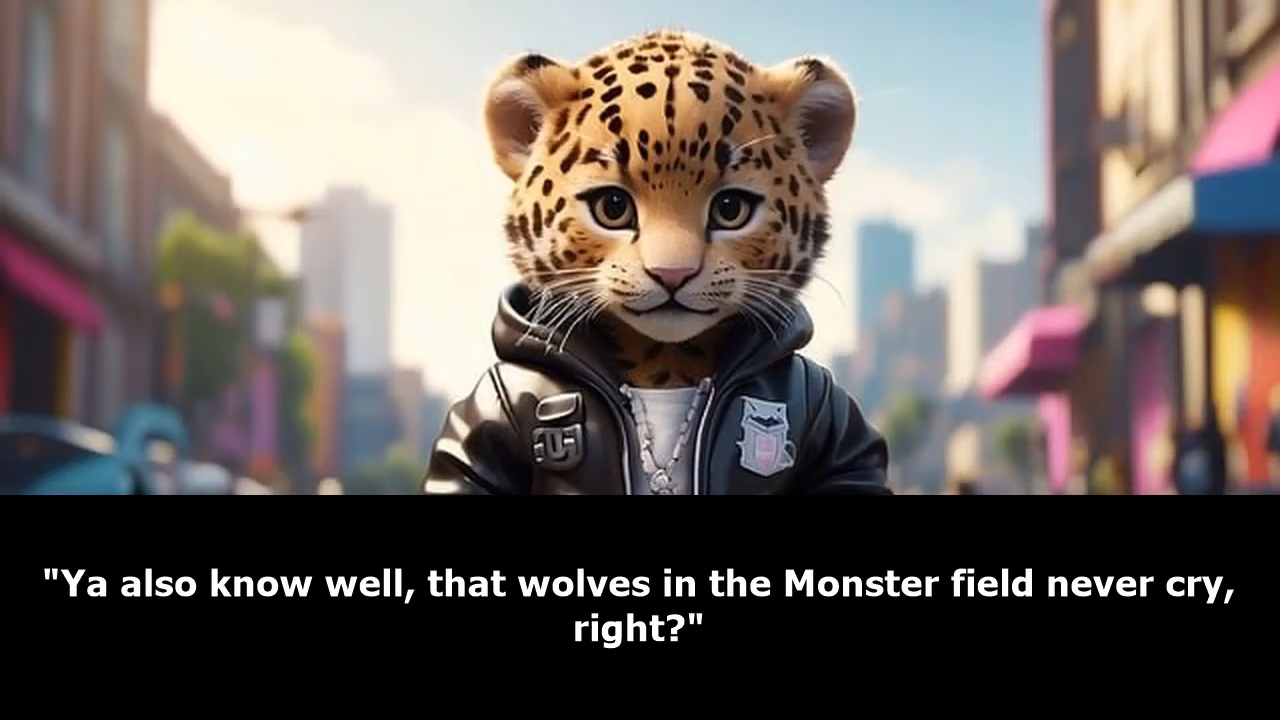 "Ya also know well, that wolves in the Monster field never cry,
right?"